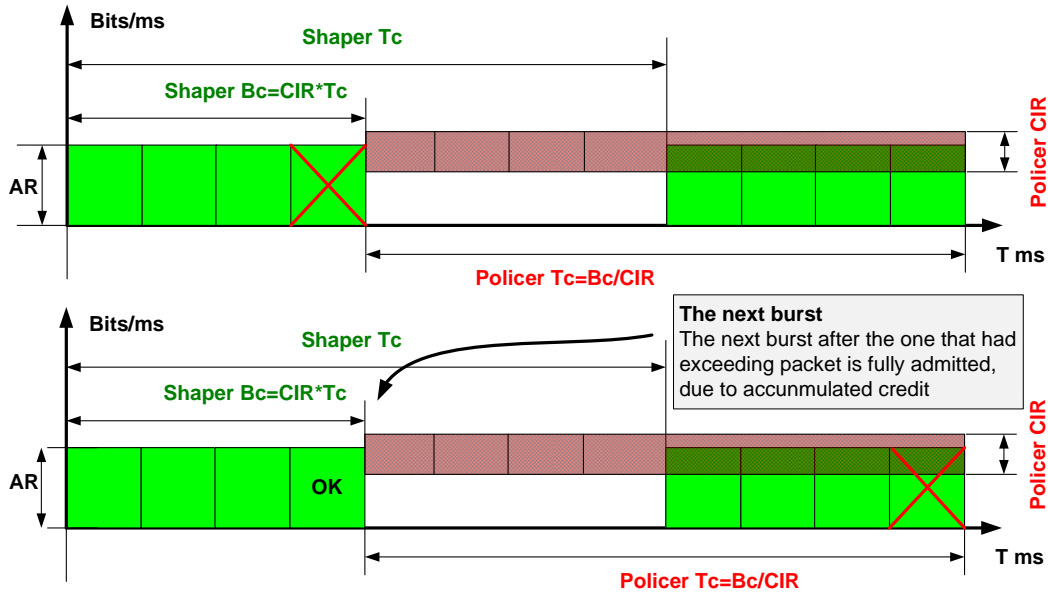 Bits/ms
Shaper Tc
Shaper Bc=CIR*Tc
AR
Policer CIR
T ms
Policer Tc=Bc/CIR
Bits/ms
Shaper Tc
Shaper Bc=CIR*Tc
The next burst
The next burst after the one that had
exceeding packet is fully admitted,
due to accunmulated credit
AR
OK
Policer CIR
T ms
Policer Tc=Bc/CIR